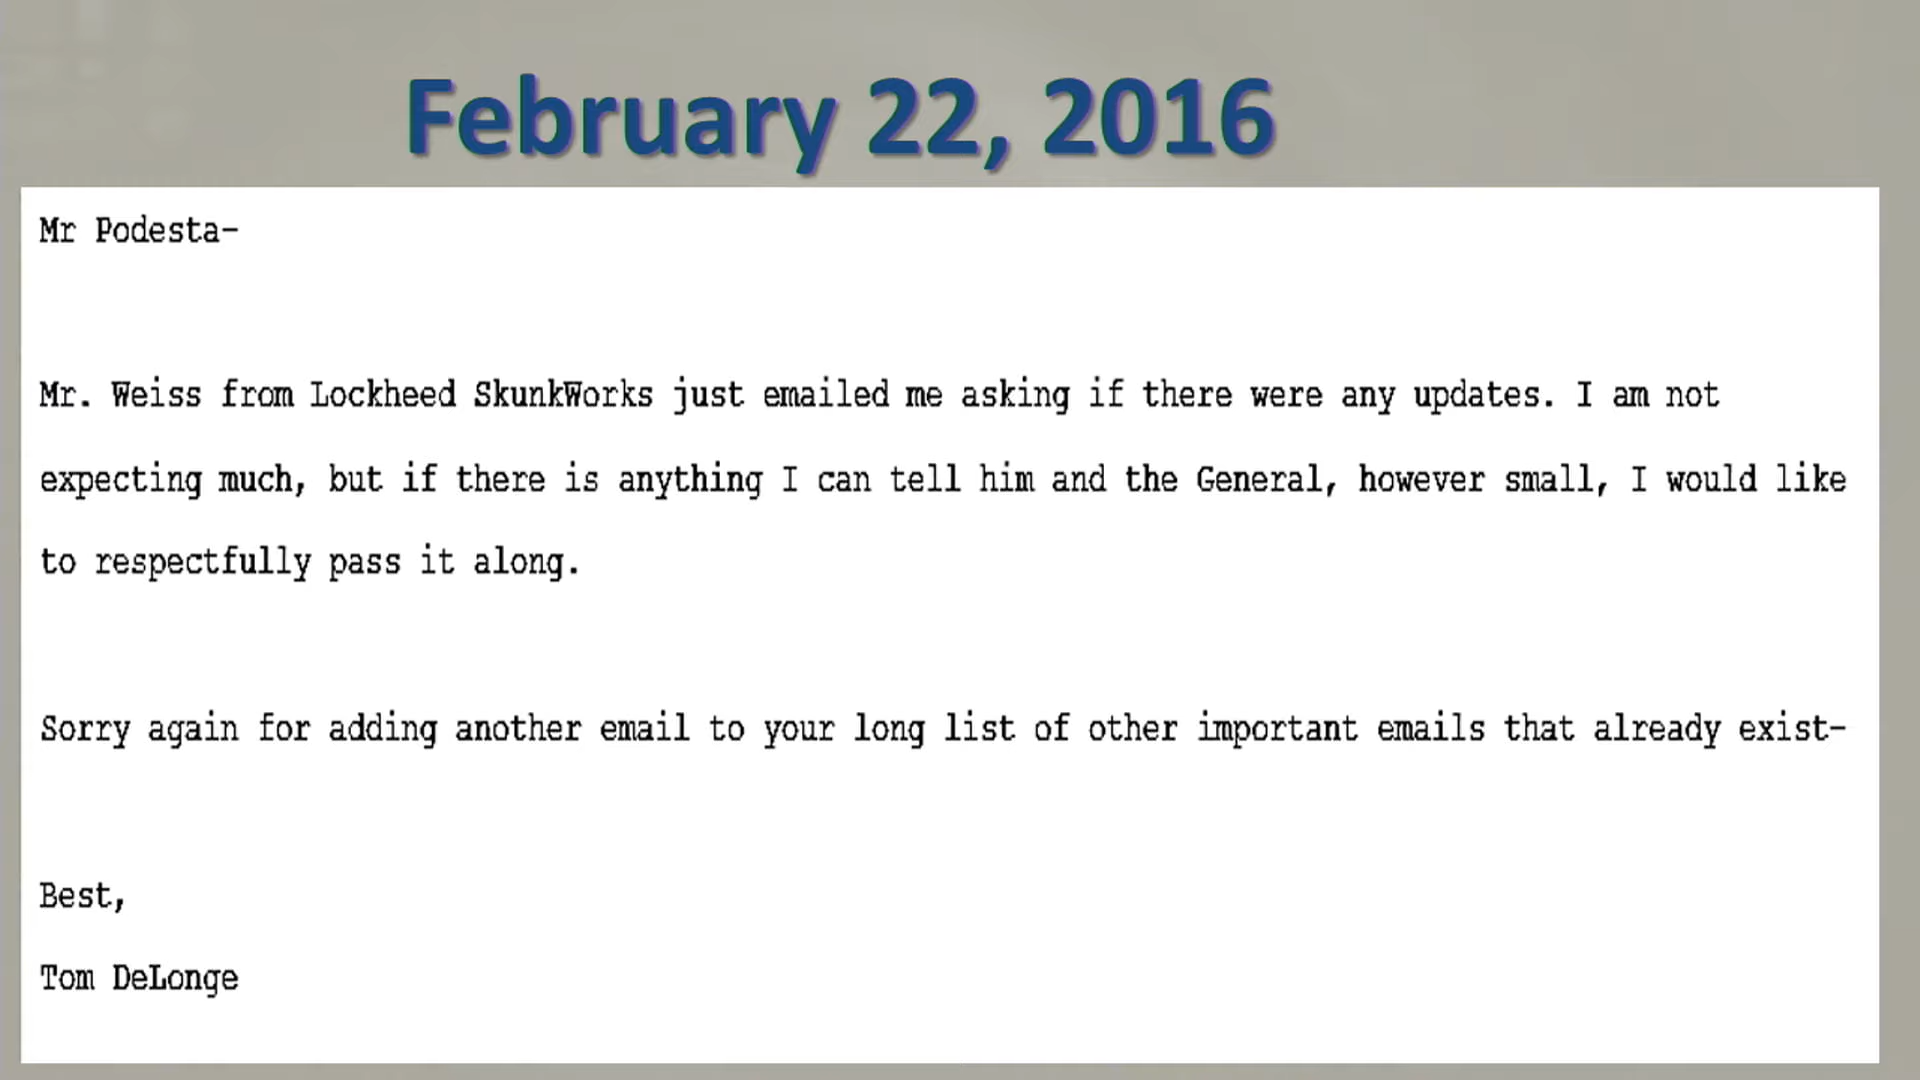 February 22, 2016
Mr Podesta-
Mr. Weiss from Lockheed SkunkWorks just emailed me asking if there were any updates. I am not
expecting much, but if there is anything I can tell him and the General, however small, I would like
to respectfully pass it along.
Sorry again for adding another email to your long list of other important emails that already exist-
Best,
Tom DeLonge